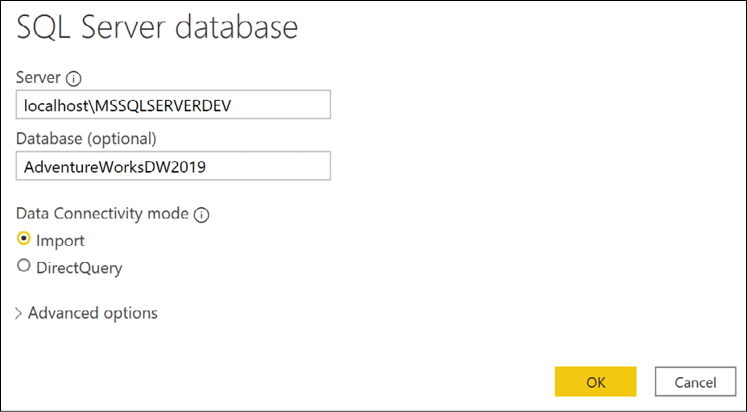 SQL Server database
Server
localhost\MSSQLSERVERDEV
Database (optional)
AdventureWorksDW2019
Data Connectivity mode
Import
DirectQuery
Advanced options
OK Cancel